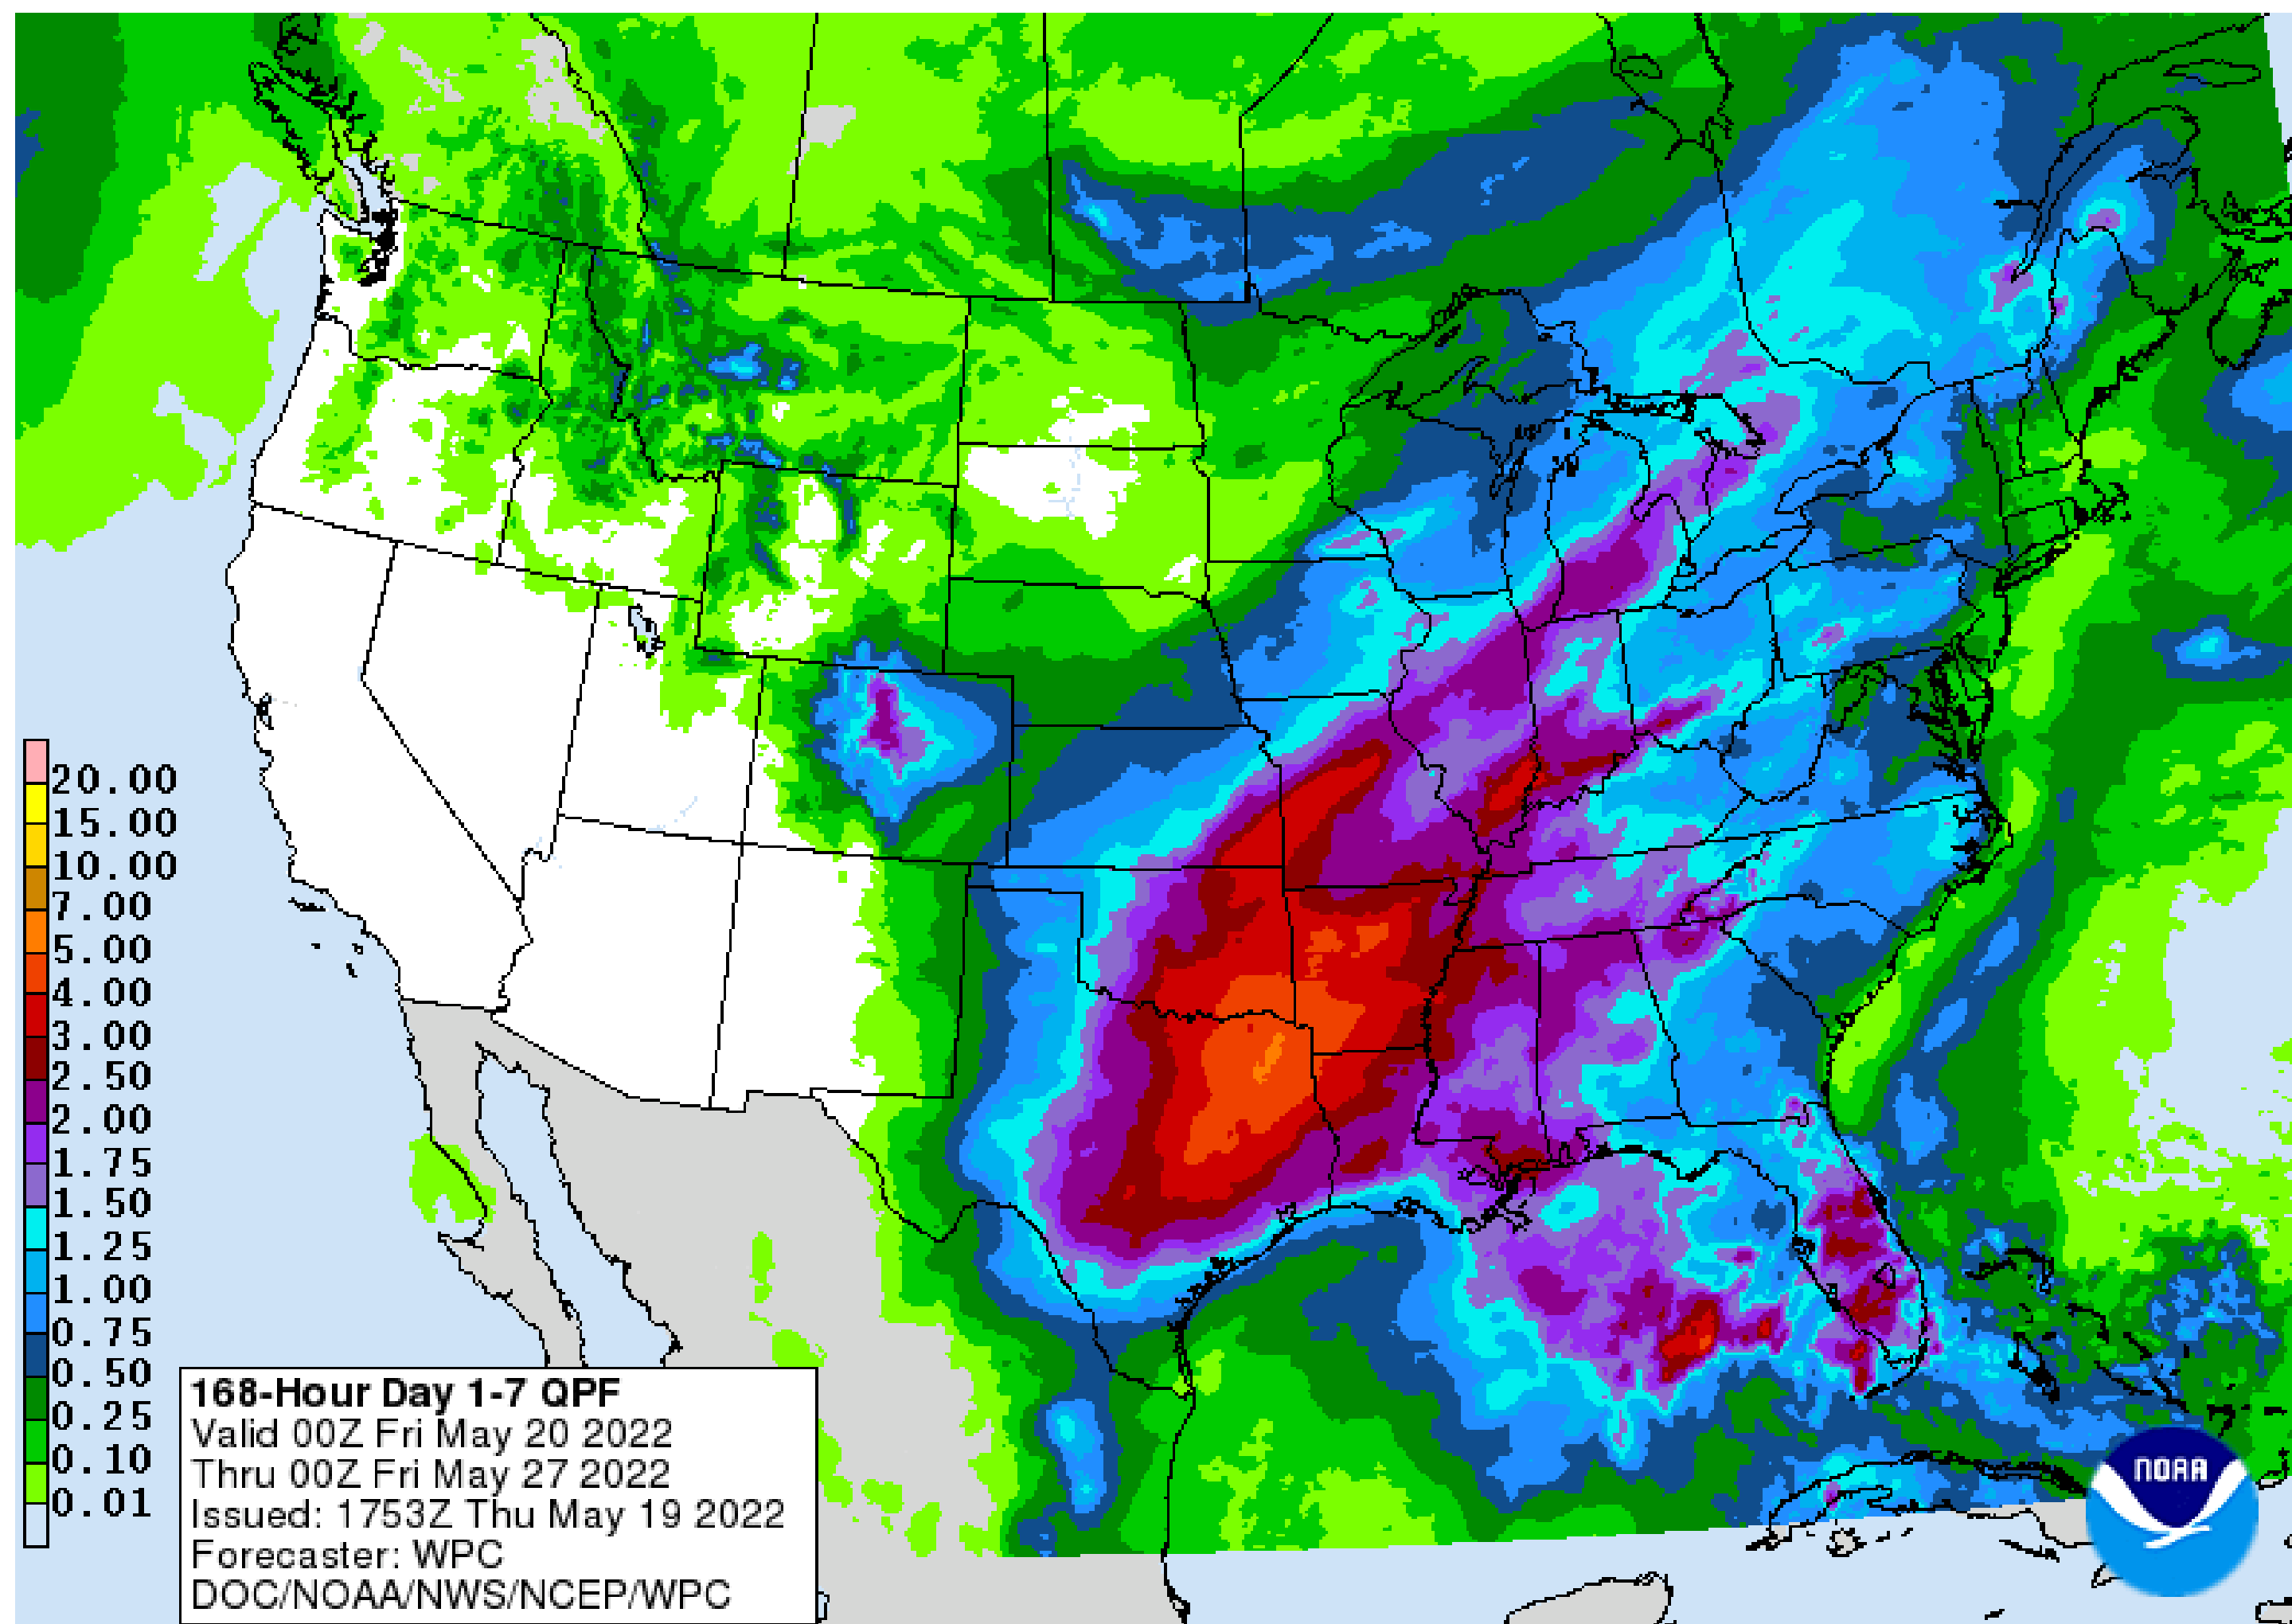 20.00
15.00
10.00
7.00
5.00
4.00
3.00
2.50
2.00
1.75
1.50
1.25
1.00
0.75
0.50
0.25
0.10
0.01
168-Hour Day 1-7 QPF
Valid 00Z Fri May 20 2022
Thru 00Z Fri May 27 2022
Issued: 1753Z Thu May 19 2022
Forecaster: WPC
DOC/NOAA/NWS/NCEP/WPC
NOAA